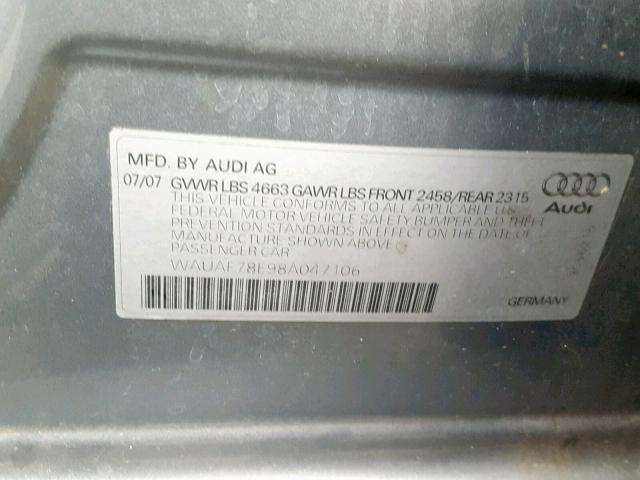 MFD. BY AUDI AG
07/07 GVWR LBS 4663 GAWR LBS FRONT 2458/REAR 2315
THIS VEHICLE CONFORMS TO ALL APPLICABLE U.S.
FEDERAL MOTOR VEHICLE SAFETY BUMPER AND THEFT
PREVENTION STANDARDS IN EFFECT ON THE DATE OF
MANUFACTURE SHOWN ABOVE
PASSENGER CAR
WAUAF78E98A047106
Audi
GERMANY